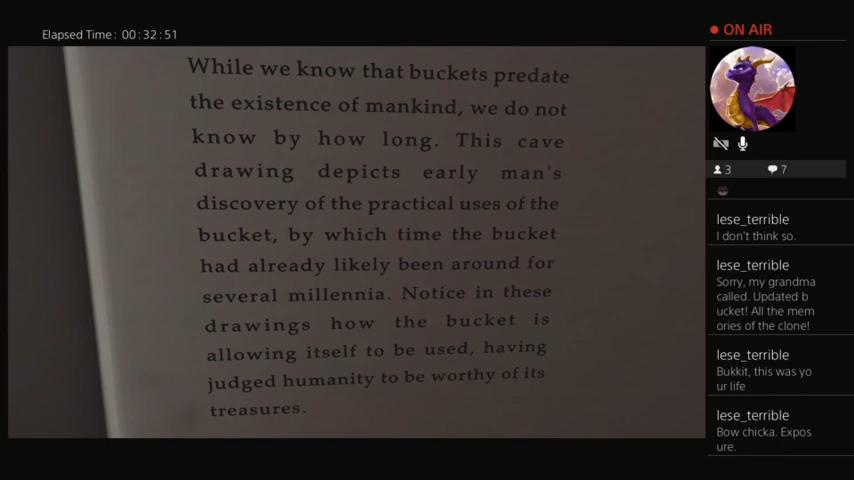 Elapsed Time: 00:32:51
ON AIR
While we know that buckets predate
the existence of mankind, we do not
know by how long. This cave
drawing depicts early man's
discovery of the practical uses of the
bucket, by which time the bucket
had already likely been around for
several millennia. Notice in these
drawings how the bucket is
allowing itself to be used, having
judged humanity to be worthy of its
treasures.
3
7
lese_terrible
I don't think so.
lese_terrible
Sorry, my grandma
called. Updated b
ucket! All the mem
ories of the clone!
lese_terrible
Bukkit, this was yo
ur life
lese_terrible
Bow chicka. Expos
ure.